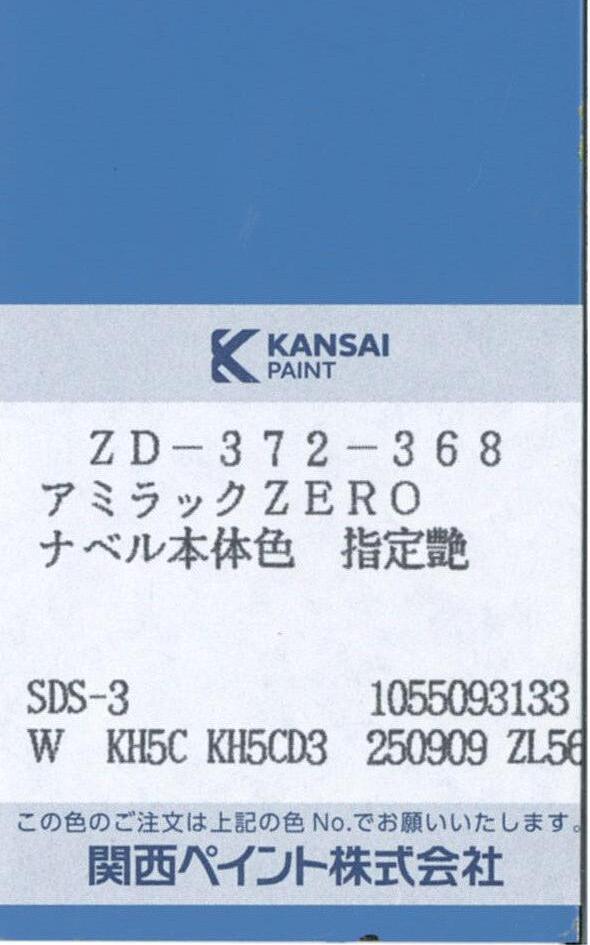 KANSAI
PAINT
ZD-372-368
アミラックZERO
ナベル本体色 指定艶
SDS-3 1055093133
W KH5C KH5CD3 250909 ZL56
この色のご注文は上記の色No.でお願いいたします。
関西ペイント株式会社